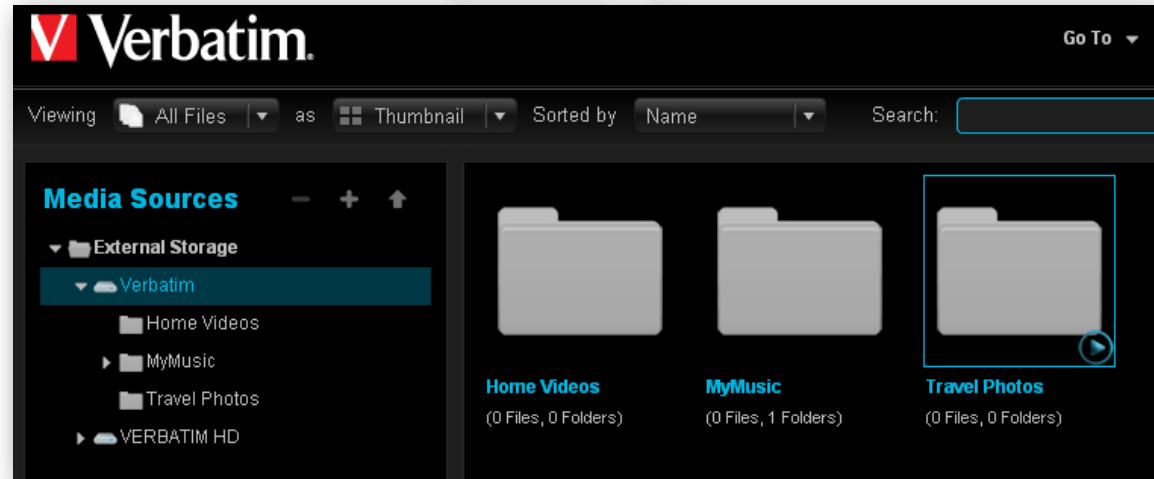 Verbatim.
Go To
Viewing All Files as Thumbnail Sorted by Name Search:
Media Sources
External Storage
Verbatim
Home Videos
MyMusic
Travel Photos
VERBATIM HD
Home Videos
(0 Files, 0 Folders)
MyMusic
(0 Files, 1 Folders)
Travel Photos
(0 Files, 0 Folders)